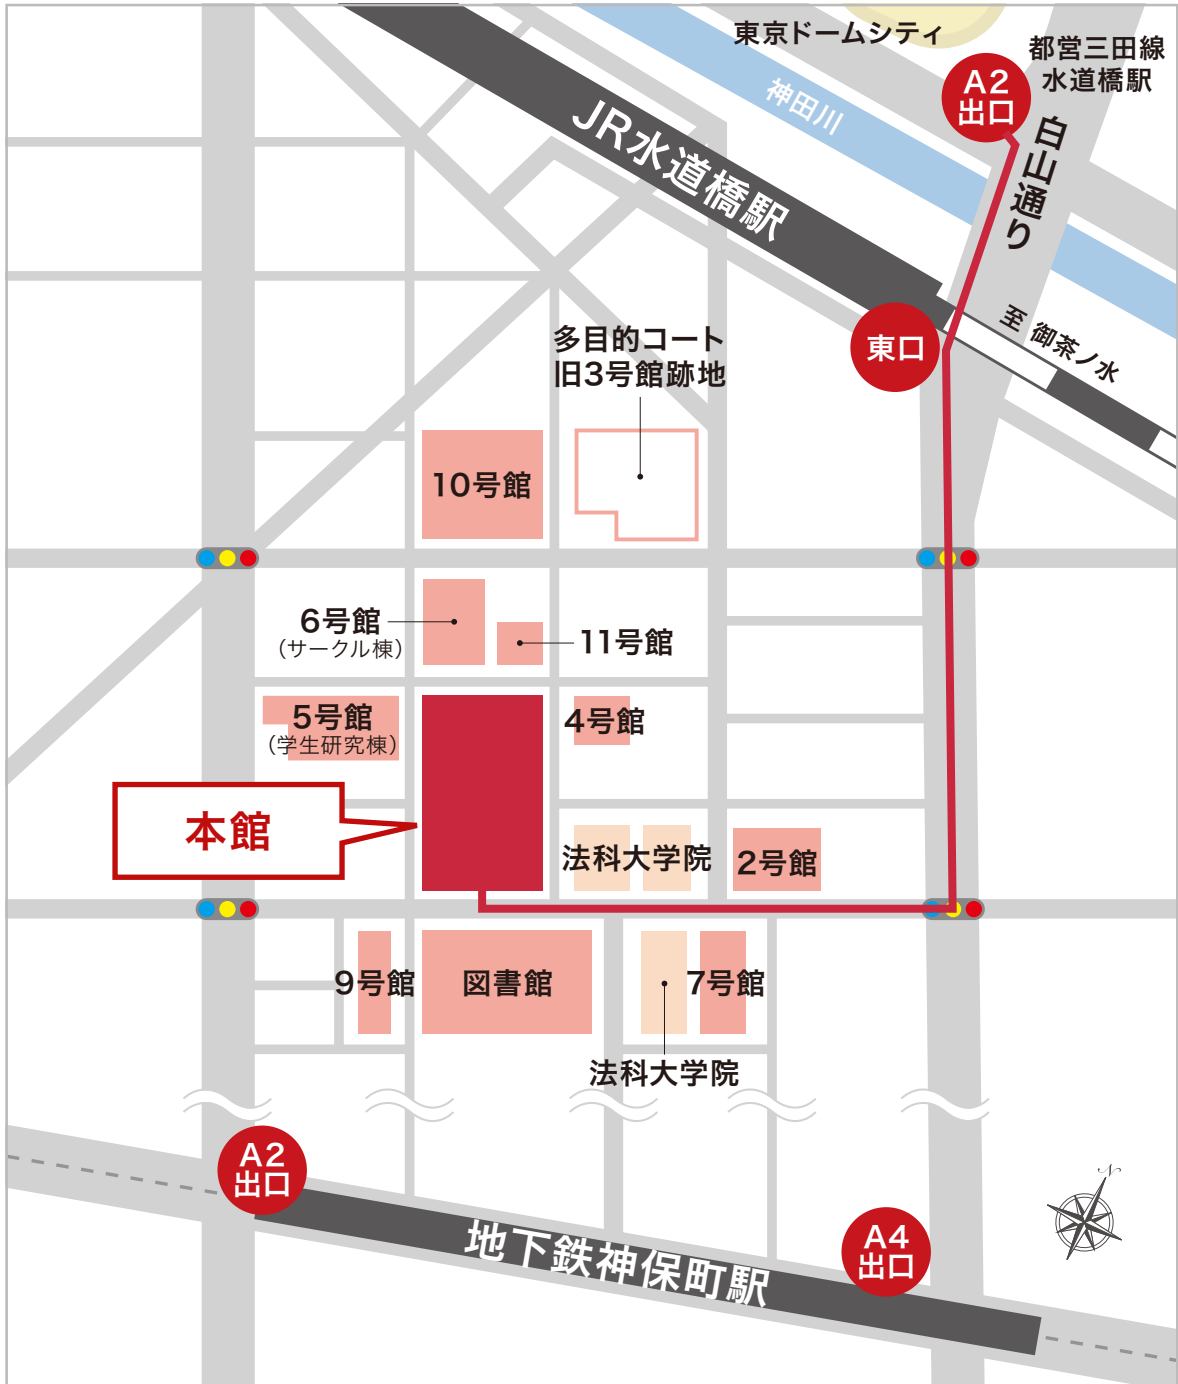 東京ドームシティ
都営三田線
水道橋駅
A2
出口
神田川
JR水道橋駅
白山通り
至 御茶ノ水
東口
多目的コート
旧3号館跡地
10号館
6号館
(サークル棟)
11号館
5号館
(学生研究棟)
4号館
本館
法科大学院
2号館
9号館
図書館
7号館
法科大学院
A2
出口
地下鉄神保町駅
A4
出口
N